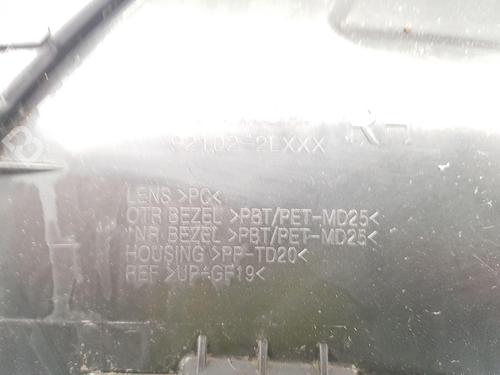 92102-2LXXX
RH
LENS >PC<
OTR BEZEL >PBT/PET-MD25<
INR BEZEL >PBT/PET-MD25<
HOUSING >PP-TD20<
REF >UP-GF19<